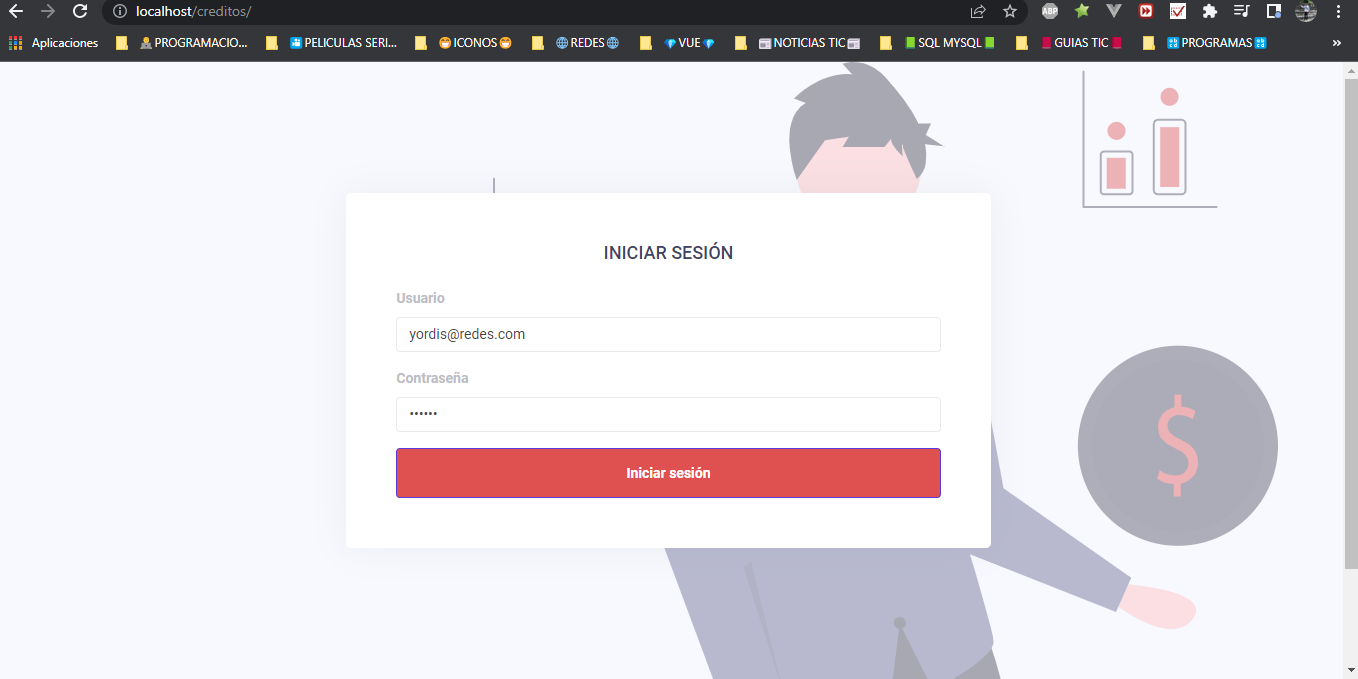 localhost/creditos/
ABP
Aplicaciones
PROGRAMACIO...
PELICULAS SERI...
ICONOS
REDES
VUE
NOTICIAS TIC
SQL MYSQL
GUIAS TIC
PROGRAMAS
»
INICIAR SESIÓN
Usuario
yordis@redes.com
Contraseña
••••••
Iniciar sesión
$